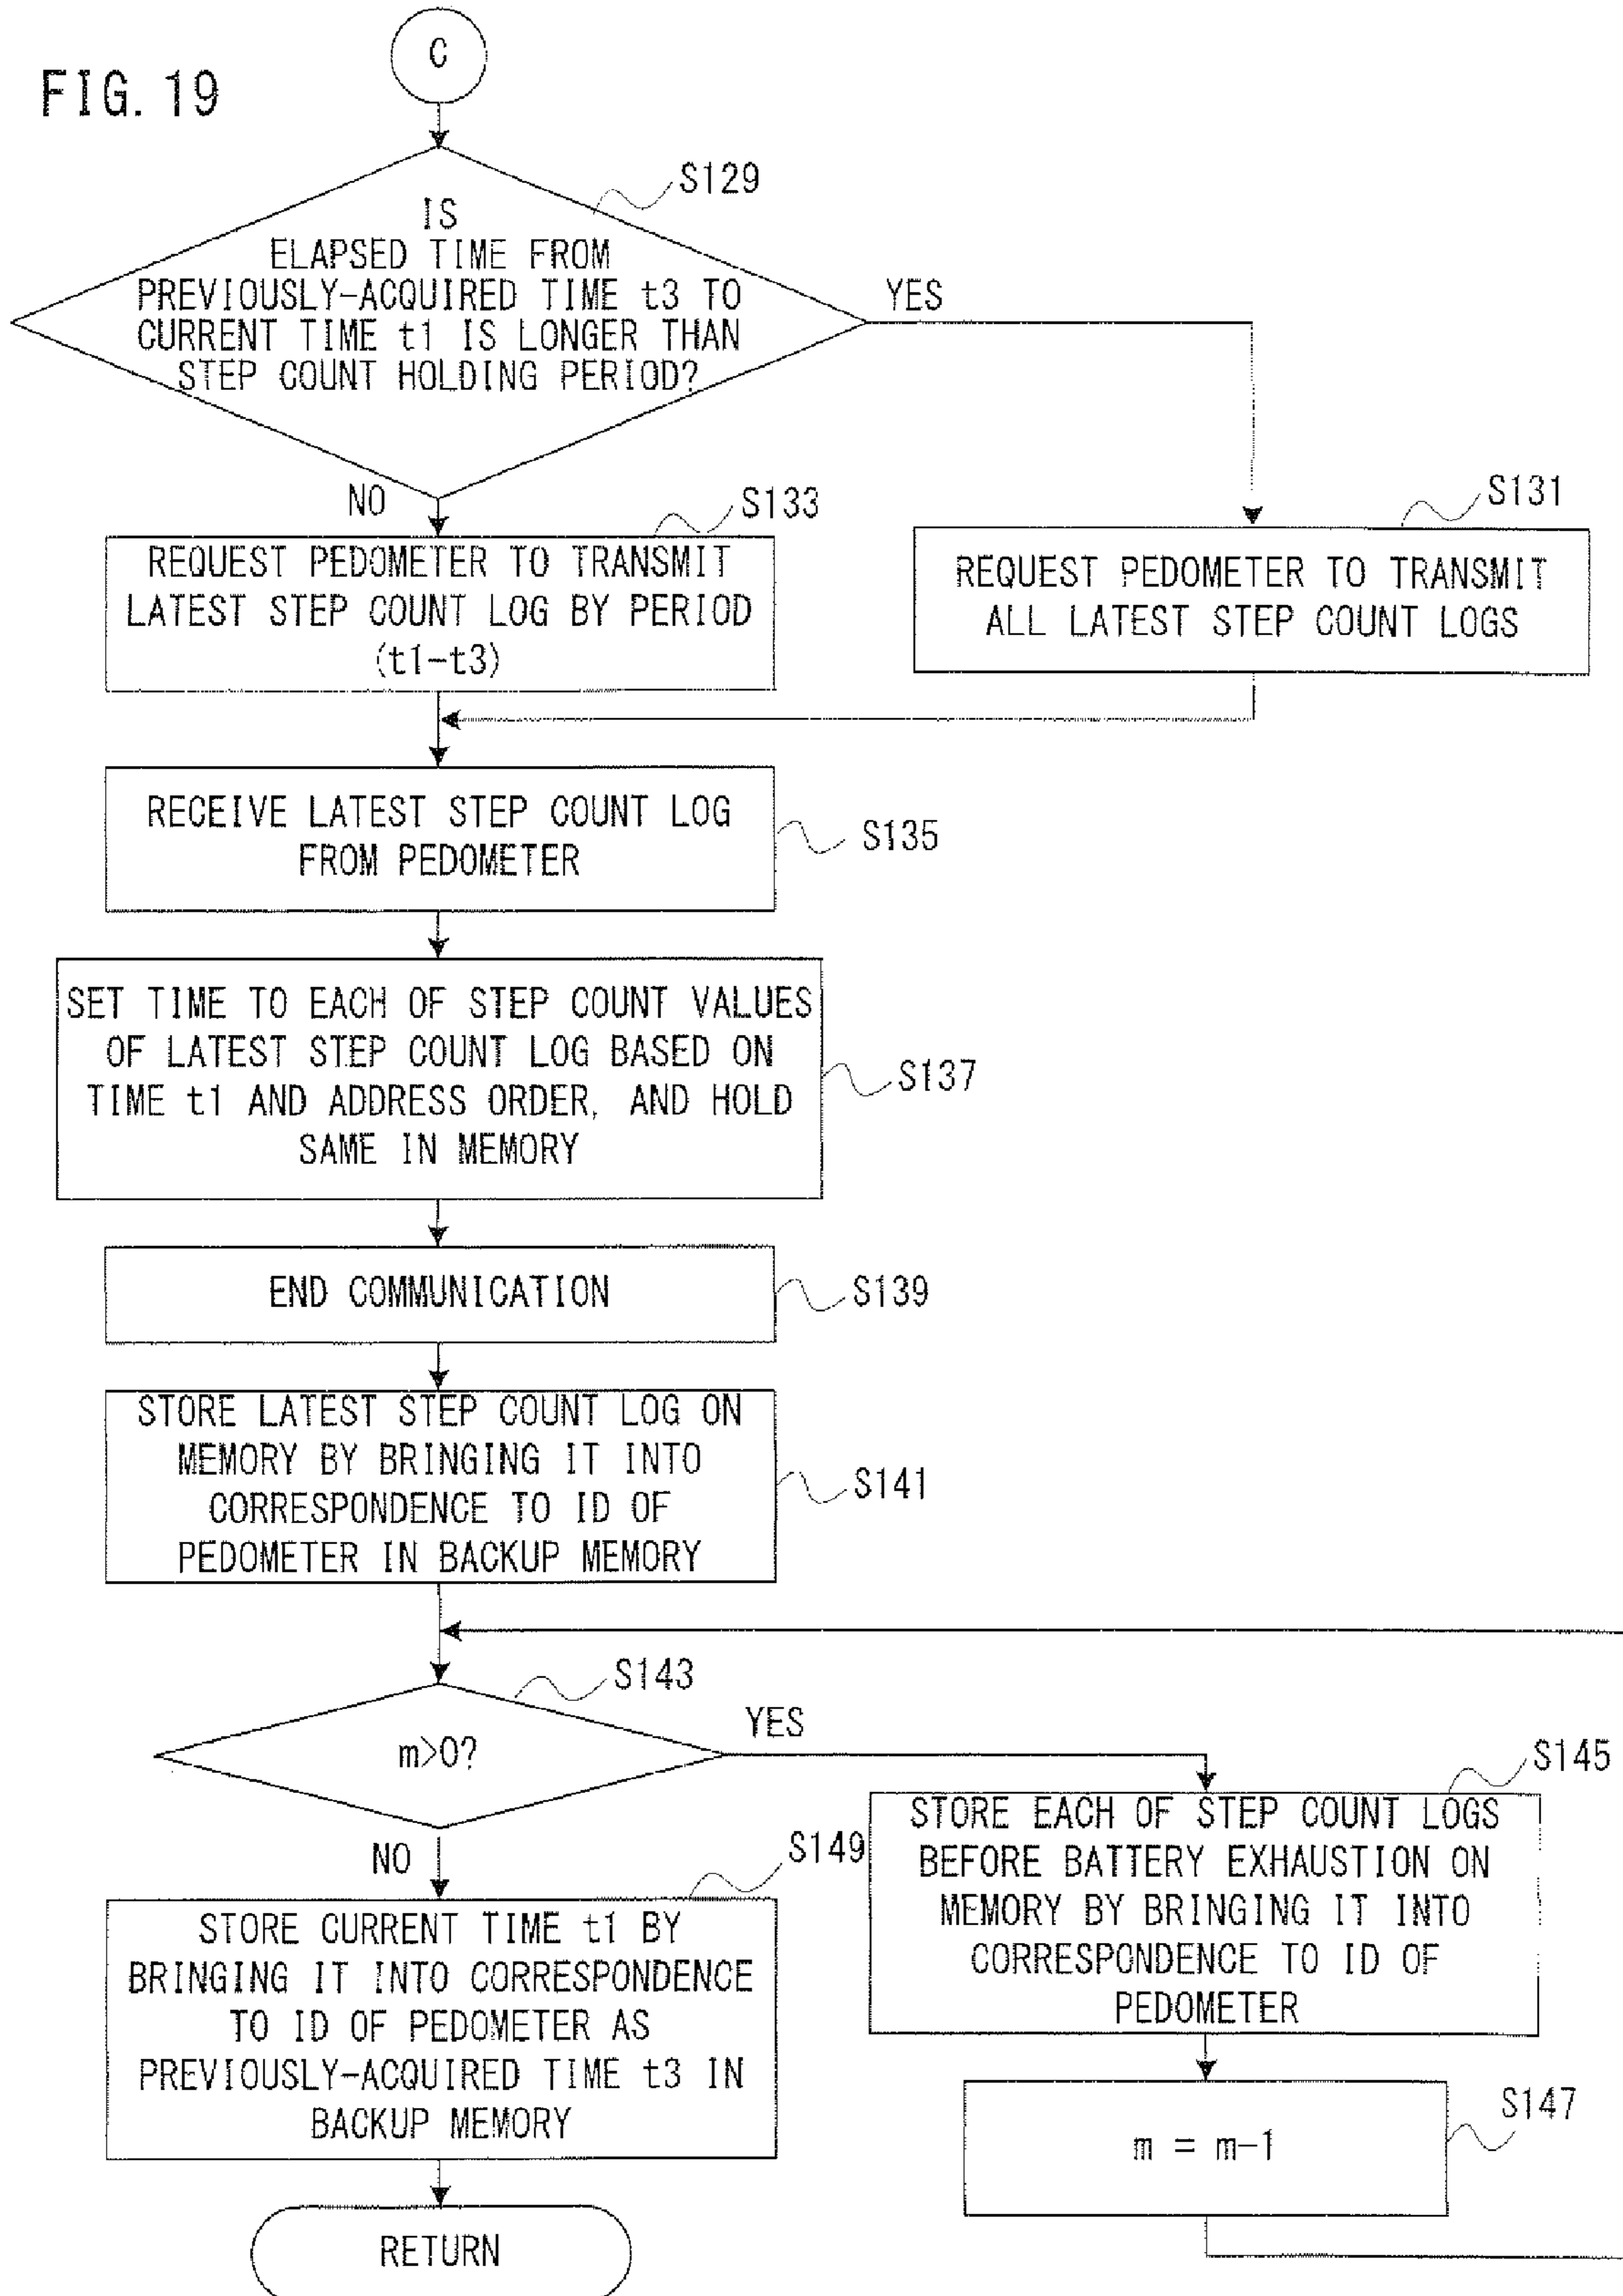 FIG. 19
C
S129
IS
ELAPSED TIME FROM
PREVIOUSLY-ACQUIRED TIME t3 TO
CURRENT TIME t1 IS LONGER THAN
STEP COUNT HOLDING PERIOD?
YES
NO
S133
REQUEST PEDOMETER TO TRANSMIT
LATEST STEP COUNT LOG BY PERIOD
(t1-t3)
S131
REQUEST PEDOMETER TO TRANSMIT
ALL LATEST STEP COUNT LOGS
RECEIVE LATEST STEP COUNT LOG
FROM PEDOMETER
S135
SET TIME TO EACH OF STEP COUNT VALUES
OF LATEST STEP COUNT LOG BASED ON
TIME t1 AND ADDRESS ORDER, AND HOLD
SAME IN MEMORY
S137
END COMMUNICATION
S139
STORE LATEST STEP COUNT LOG ON
MEMORY BY BRINGING IT INTO
CORRESPONDENCE TO ID OF
PEDOMETER IN BACKUP MEMORY
S141
S143
m>0?
YES
NO
S145
STORE EACH OF STEP COUNT LOGS
BEFORE BATTERY EXHAUSTION ON
MEMORY BY BRINGING IT INTO
CORRESPONDENCE TO ID OF
PEDOMETER
S147
m = m-1
S149
STORE CURRENT TIME t1 BY
BRINGING IT INTO CORRESPONDENCE
TO ID OF PEDOMETER AS
PREVIOUSLY-ACQUIRED TIME t3 IN
BACKUP MEMORY
RETURN